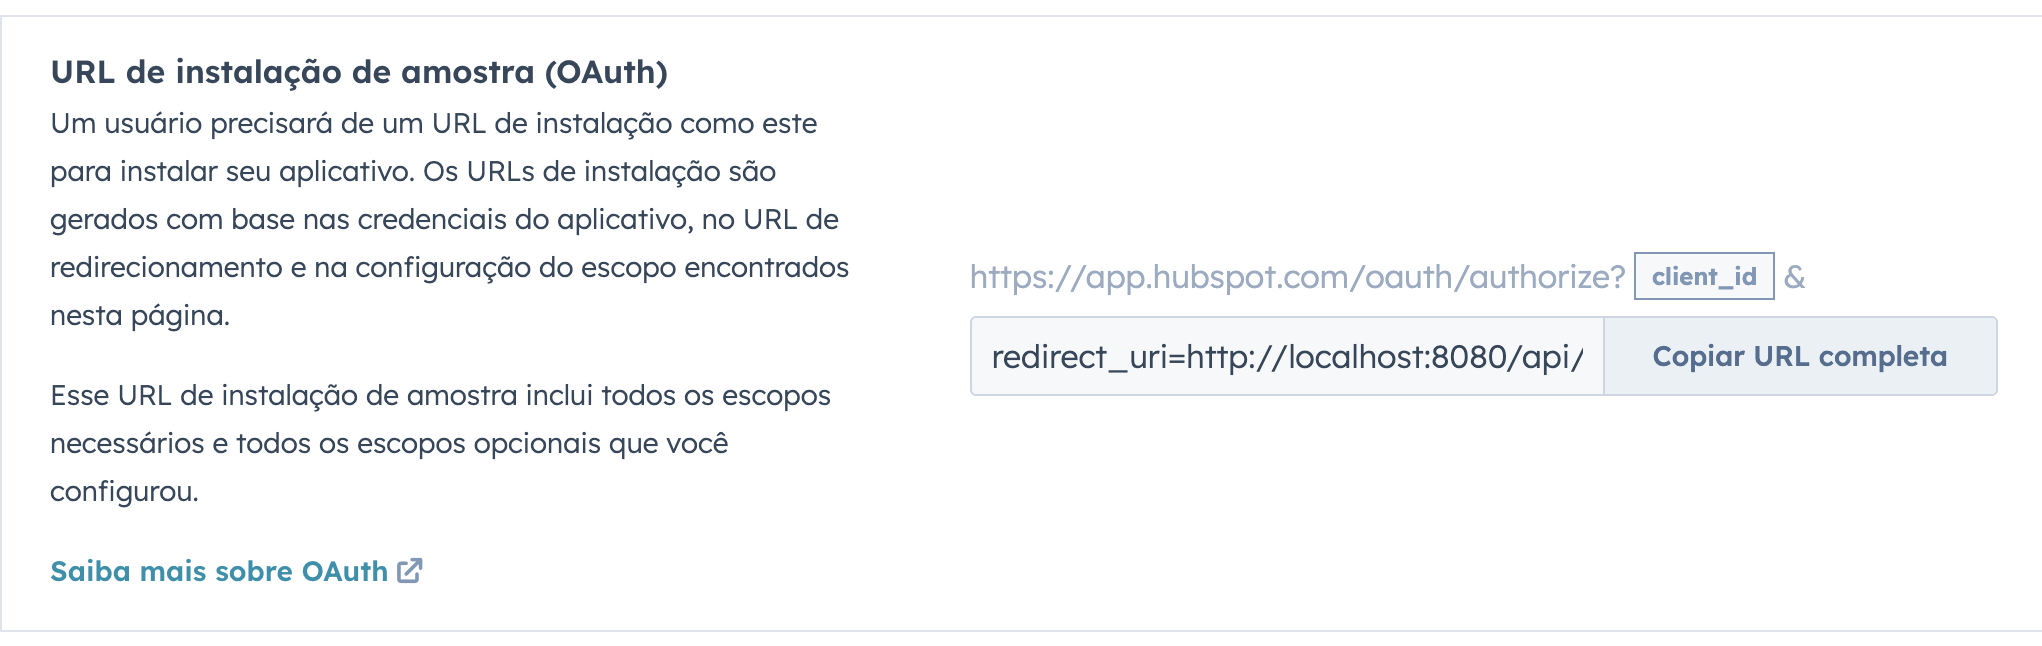 URL de instalação de amostra (OAuth)
Um usuário precisará de um URL de instalação como este
para instalar seu aplicativo. Os URLs de instalação são
gerados com base nas credenciais do aplicativo, no URL de
redirecionamento e na configuração do escopo encontrados
nesta página.
Esse URL de instalação de amostra inclui todos os escopos
necessários e todos os escopos opcionais que você
configurou.
Saiba mais sobre OAuth
https://app.hubspot.com/oauth/authorize? client_id &
redirect_uri=http://localhost:8080/api/ Copiar URL completa